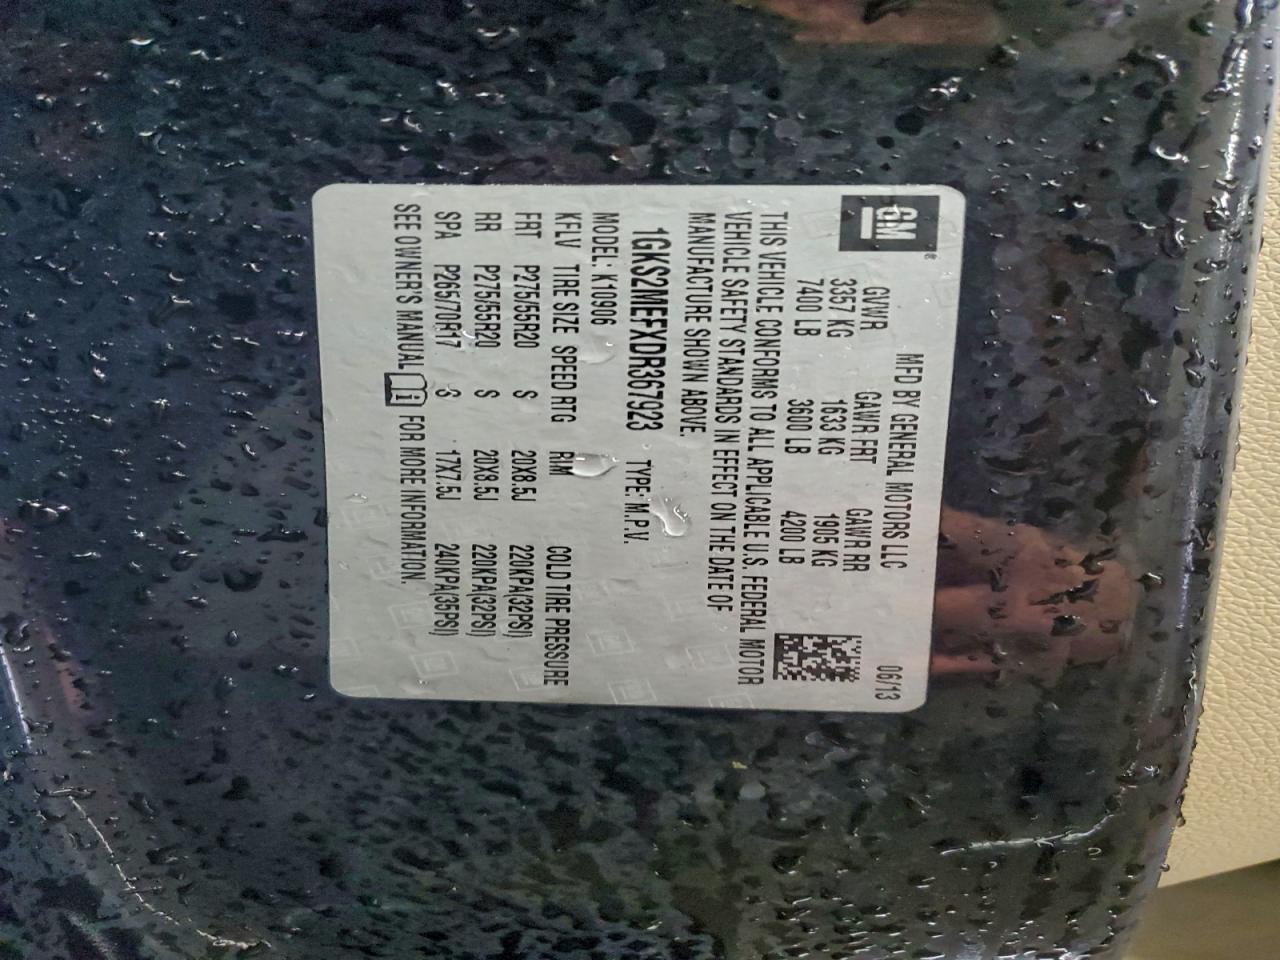 GM®
MFD BY GENERAL MOTORS LLC 06/13
GVWR GAWR FRT GAWR RR
3357 KG 1633 KG 1905 KG
7400 LB 3600 LB 4200 LB
THIS VEHICLE CONFORMS TO ALL APPLICABLE U.S. FEDERAL MOTOR
VEHICLE SAFETY STANDARDS IN EFFECT ON THE DATE OF
MANUFACTURE SHOWN ABOVE.
1GKS2MEFXDR367923 TYPE: M.P.V.
MODEL: K10906
KFLV TIRE SIZE SPEED RTG RIM COLD TIRE PRESSURE
FRT P275/55R20 S 20X8.5J 220KPA(32PSI)
RR P275/55R20 S 20X8.5J 220KPA(32PSI)
SPA P265/70R17 S 17X7.5J 240KPA(35PSI)
SEE OWNER'S MANUAL i FOR MORE INFORMATION.